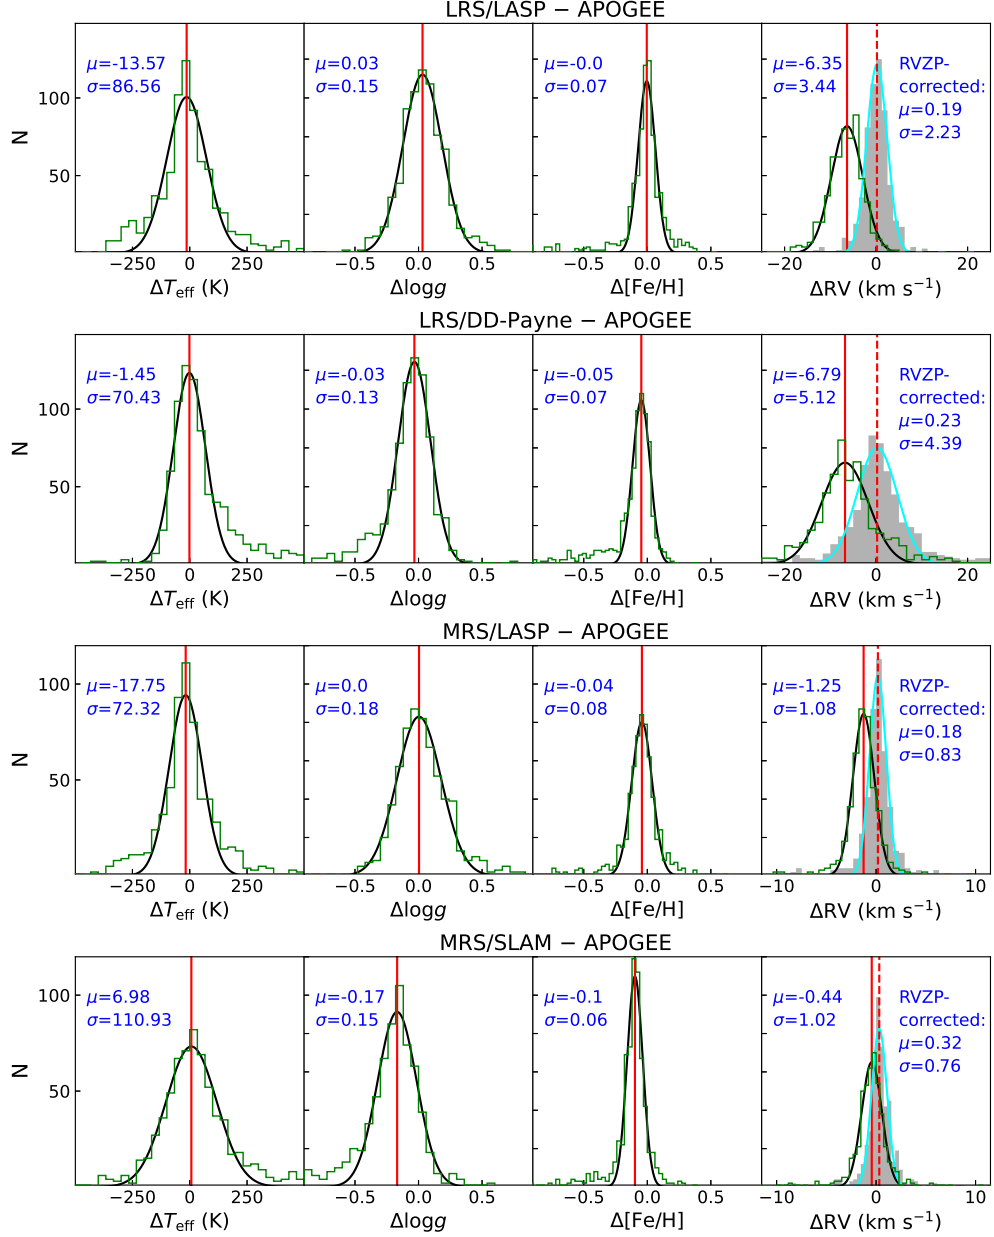 LRS/LASP − APOGEE
μ=-13.57
σ=86.56
μ=0.03
σ=0.15
μ=-0.0
σ=0.07
μ=-6.35
σ=3.44
RVZP-
corrected:
μ=0.19
σ=2.23
N
100
50
−250 0 250
−0.5 0.0 0.5
−0.5 0.0 0.5
−20 0 20
ΔTeff (K)
Δlogg
Δ[Fe/H]
ΔRV (km s⁻¹)
LRS/DD-Payne − APOGEE
μ=-1.45
σ=70.43
μ=-0.03
σ=0.13
μ=-0.05
σ=0.07
μ=-6.79
σ=5.12
RVZP-
corrected:
μ=0.23
σ=4.39
N
100
50
−250 0 250
−0.5 0.0 0.5
−0.5 0.0 0.5
−20 0 20
ΔTeff (K)
Δlogg
Δ[Fe/H]
ΔRV (km s⁻¹)
MRS/LASP − APOGEE
μ=-17.75
σ=72.32
μ=0.0
σ=0.18
μ=-0.04
σ=0.08
μ=-1.25
σ=1.08
RVZP-
corrected:
μ=0.18
σ=0.83
N
100
50
−250 0 250
−0.5 0.0 0.5
−0.5 0.0 0.5
−10 0 10
ΔTeff (K)
Δlogg
Δ[Fe/H]
ΔRV (km s⁻¹)
MRS/SLAM − APOGEE
μ=6.98
σ=110.93
μ=-0.17
σ=0.15
μ=-0.1
σ=0.06
μ=-0.44
σ=1.02
RVZP-
corrected:
μ=0.32
σ=0.76
N
100
50
−250 0 250
−0.5 0.0 0.5
−0.5 0.0 0.5
−10 0 10
ΔTeff (K)
Δlogg
Δ[Fe/H]
ΔRV (km s⁻¹)